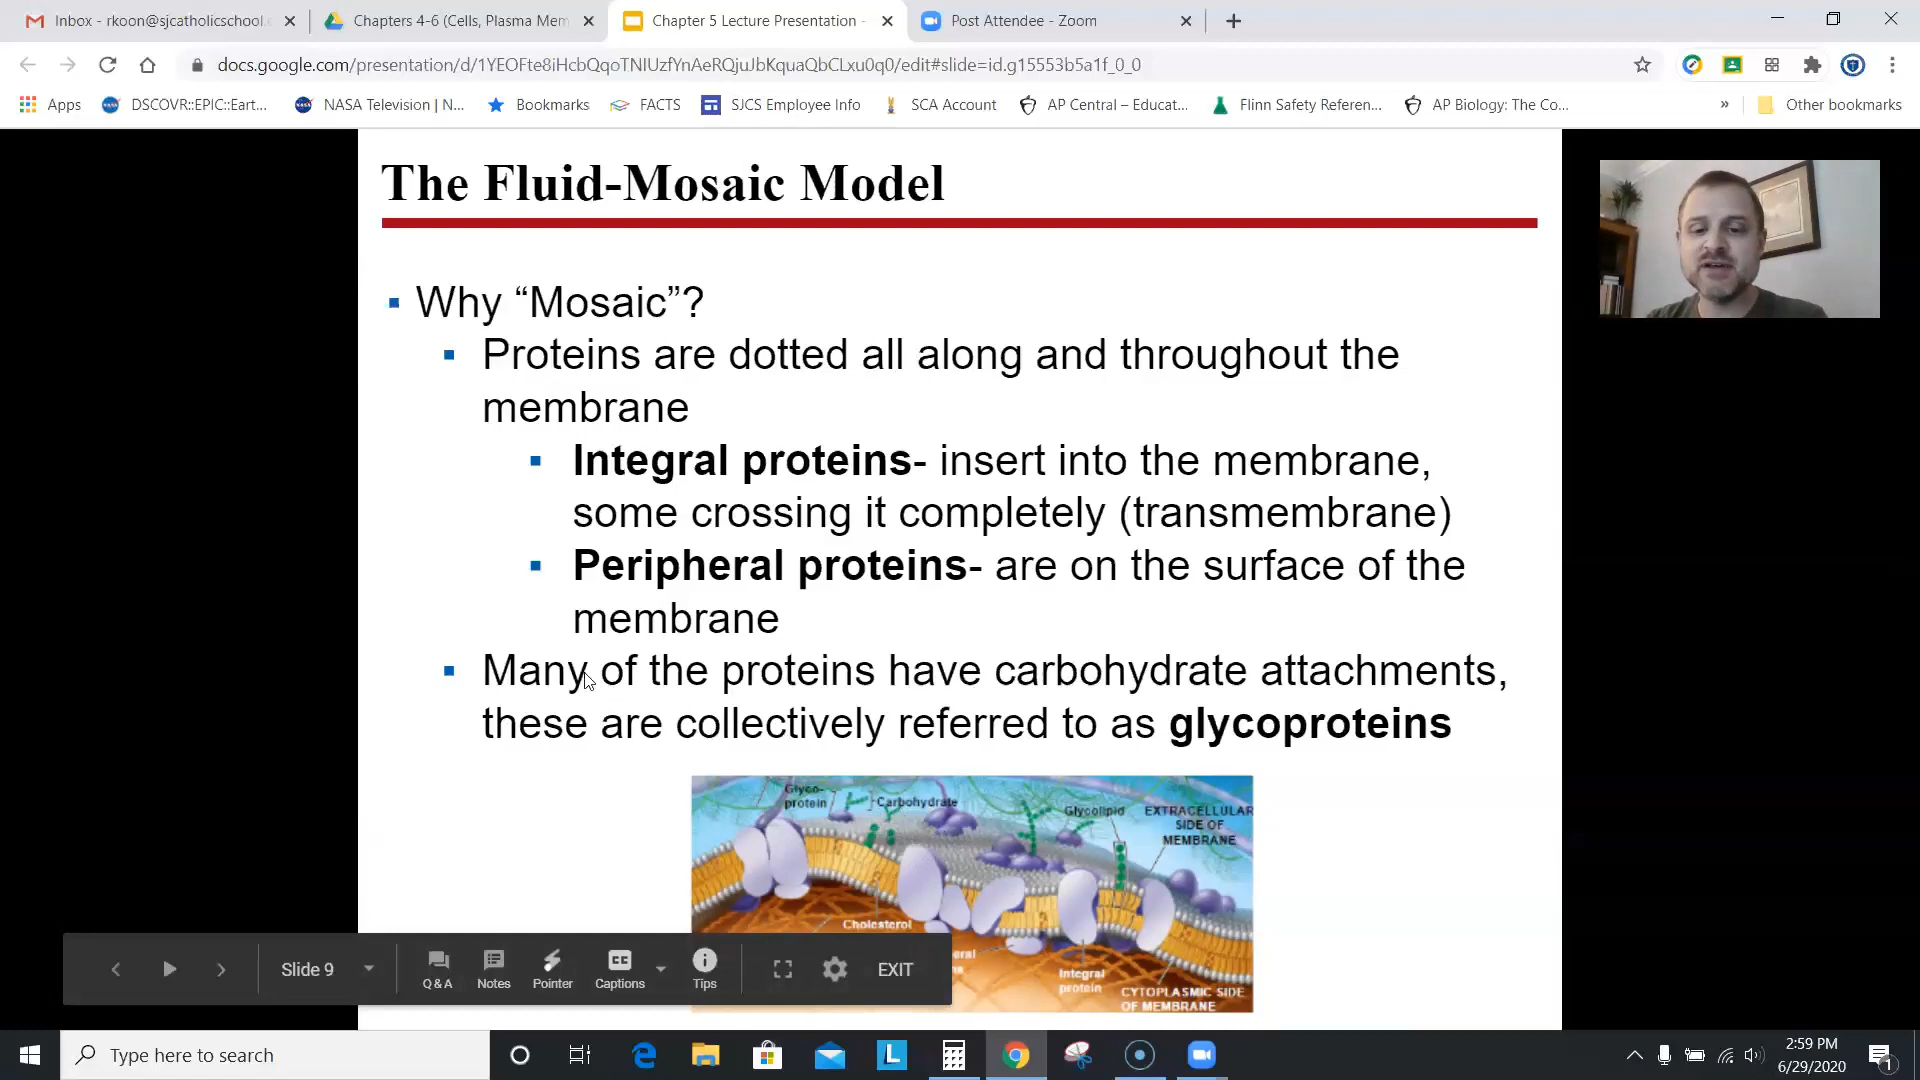 Inbox - rkoon@sjcatholicschool.
Chapters 4-6 (Cells, Plasma Mem
Chapter 5 Lecture Presentation -
Post Attendee - Zoom
docs.google.com/presentation/d/1YEOFte8iHcbQqoTNIUzfYnAeRQjuJbKquaQbCLxu0q0/edit#slide=id.g15553b5a1f_0_0
Apps
DSCOVR::EPIC::Eart...
NASA Television | N...
Bookmarks
FACTS
SJCS Employee Info
SCA Account
AP Central – Educat...
Flinn Safety Referen...
AP Biology: The Co...
»
Other bookmarks
The Fluid-Mosaic Model
Why “Mosaic”?
Proteins are dotted all along and throughout the
membrane
Integral proteins- insert into the membrane,
some crossing it completely (transmembrane)
Peripheral proteins- are on the surface of the
membrane
Many of the proteins have carbohydrate attachments,
these are collectively referred to as glycoproteins
Glyco-
protein
Carbohydrate
Glycolipid
EXTRACELLULAR
SIDE OF
MEMBRANE
Cholesterol
Integral
protein
CYTOPLASMIC SIDE
OF MEMBRANE
Slide 9
Q & A
Notes
Pointer
Captions
Tips
EXIT
Type here to search
2:59 PM
6/29/2020
1